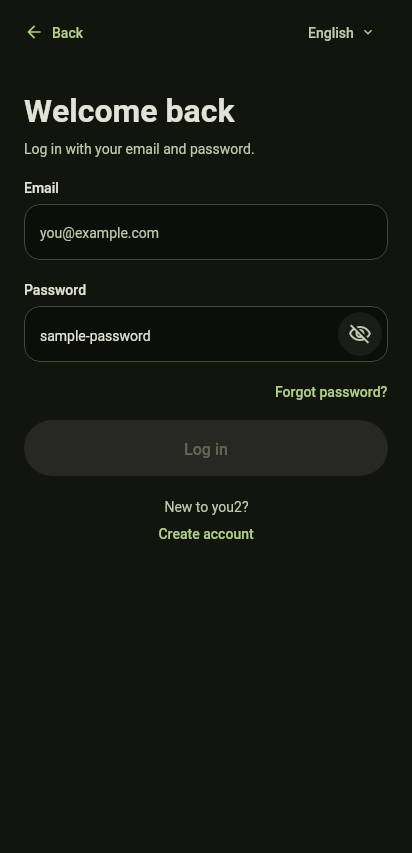 Back
English
Welcome back
Log in with your email and password.
Email
you@example.com
Password
sample-password
Forgot password?
Log in
New to you2?
Create account